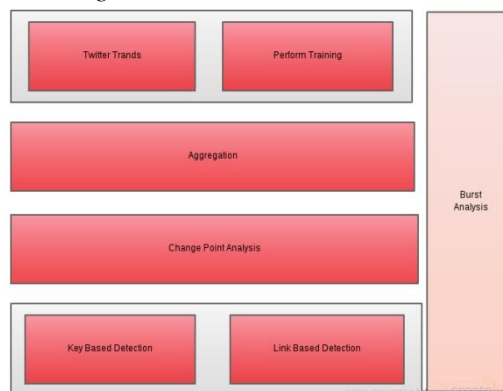 Twitter Trands
Perform Training
Aggregation
Burst
Analysis
Change Point Analysis
Key Based Detection
Link Based Detection